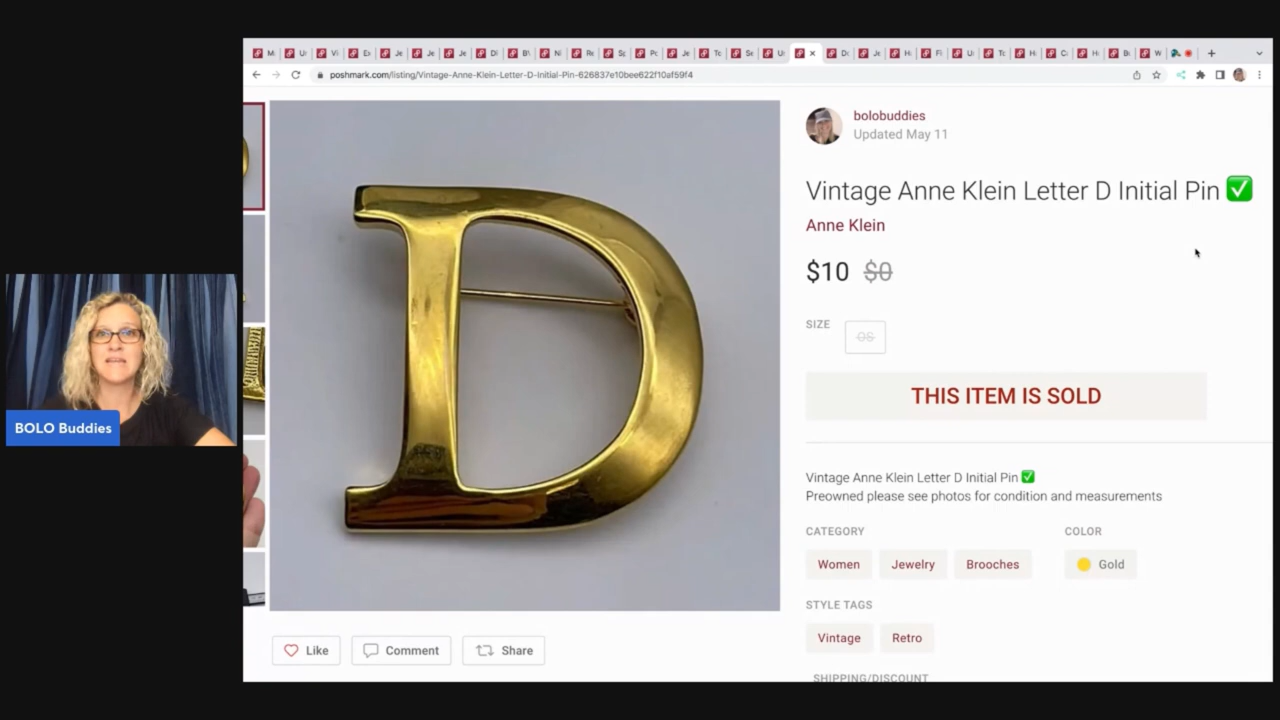 poshmark.com/listing/Vintage-Anne-Klein-Letter-D-Initial-Pin-626837e10bee622f10af59f4
bolobuddies
Updated May 11
Vintage Anne Klein Letter D Initial Pin ✅
Anne Klein
$10 $0
SIZE
OS
THIS ITEM IS SOLD
Vintage Anne Klein Letter D Initial Pin ✅
Preowned please see photos for condition and measurements
CATEGORY
COLOR
Women
Jewelry
Brooches
Gold
STYLE TAGS
Vintage
Retro
SHIPPING/DISCOUNT
Like
Comment
Share
BOLO Buddies
D